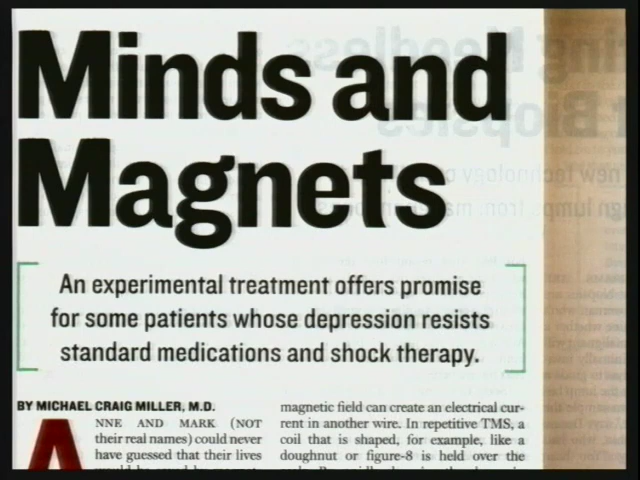 Minds and
Magnets
An experimental treatment offers promise
for some patients whose depression resists
standard medications and shock therapy.
BY MICHAEL CRAIG MILLER, M.D.
ANNE AND MARK (NOT
their real names) could never
have guessed that their lives
magnetic field can create an electrical cur-
rent in another wire. In repetitive TMS, a
coil that is shaped, for example, like a
doughnut or figure-8 is held over the